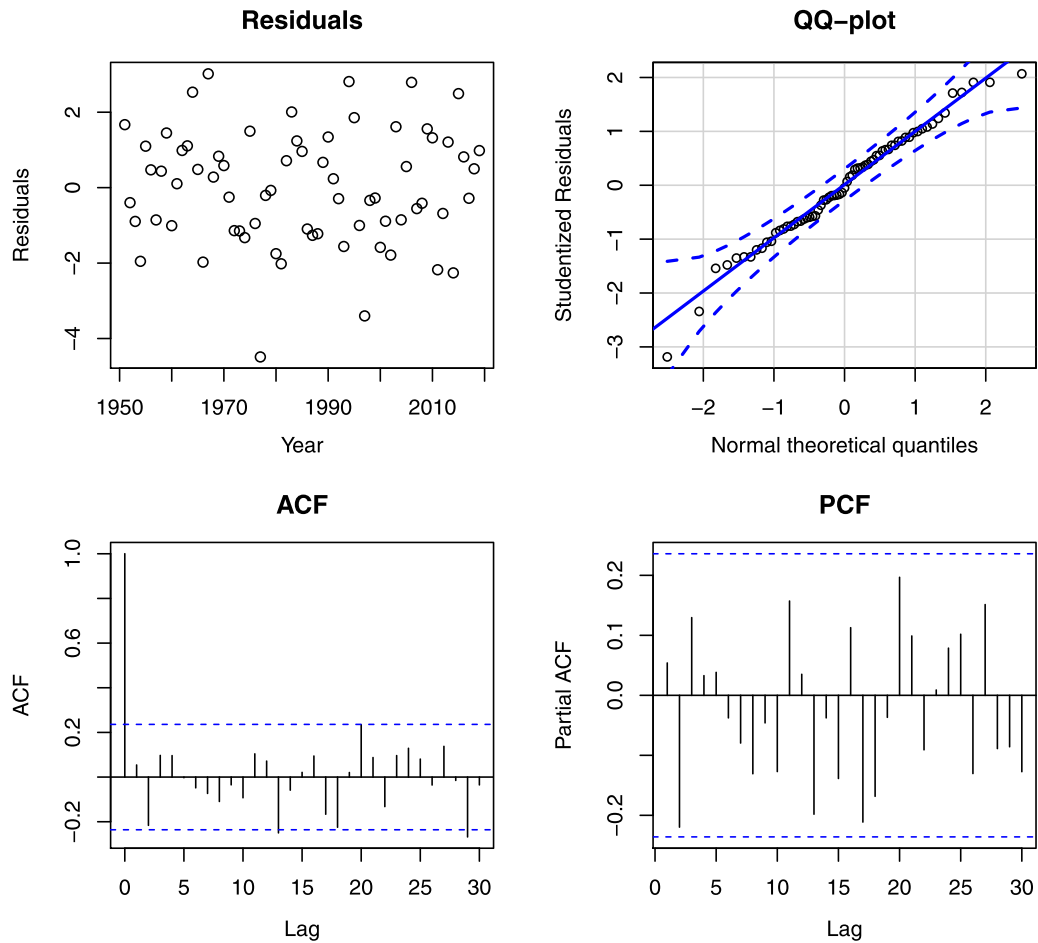 Residuals
Residuals
2
0
−2
−4
1950 1970 1990 2010
Year
QQ−plot
Studentized Residuals
2
1
0
−1
−2
−3
−2 −1 0 1 2
Normal theoretical quantiles
ACF
ACF
1.0
0.6
0.2
−0.2
0 5 10 15 20 25 30
Lag
PCF
Partial ACF
0.2
0.1
0.0
−0.2
0 5 10 15 20 25 30
Lag